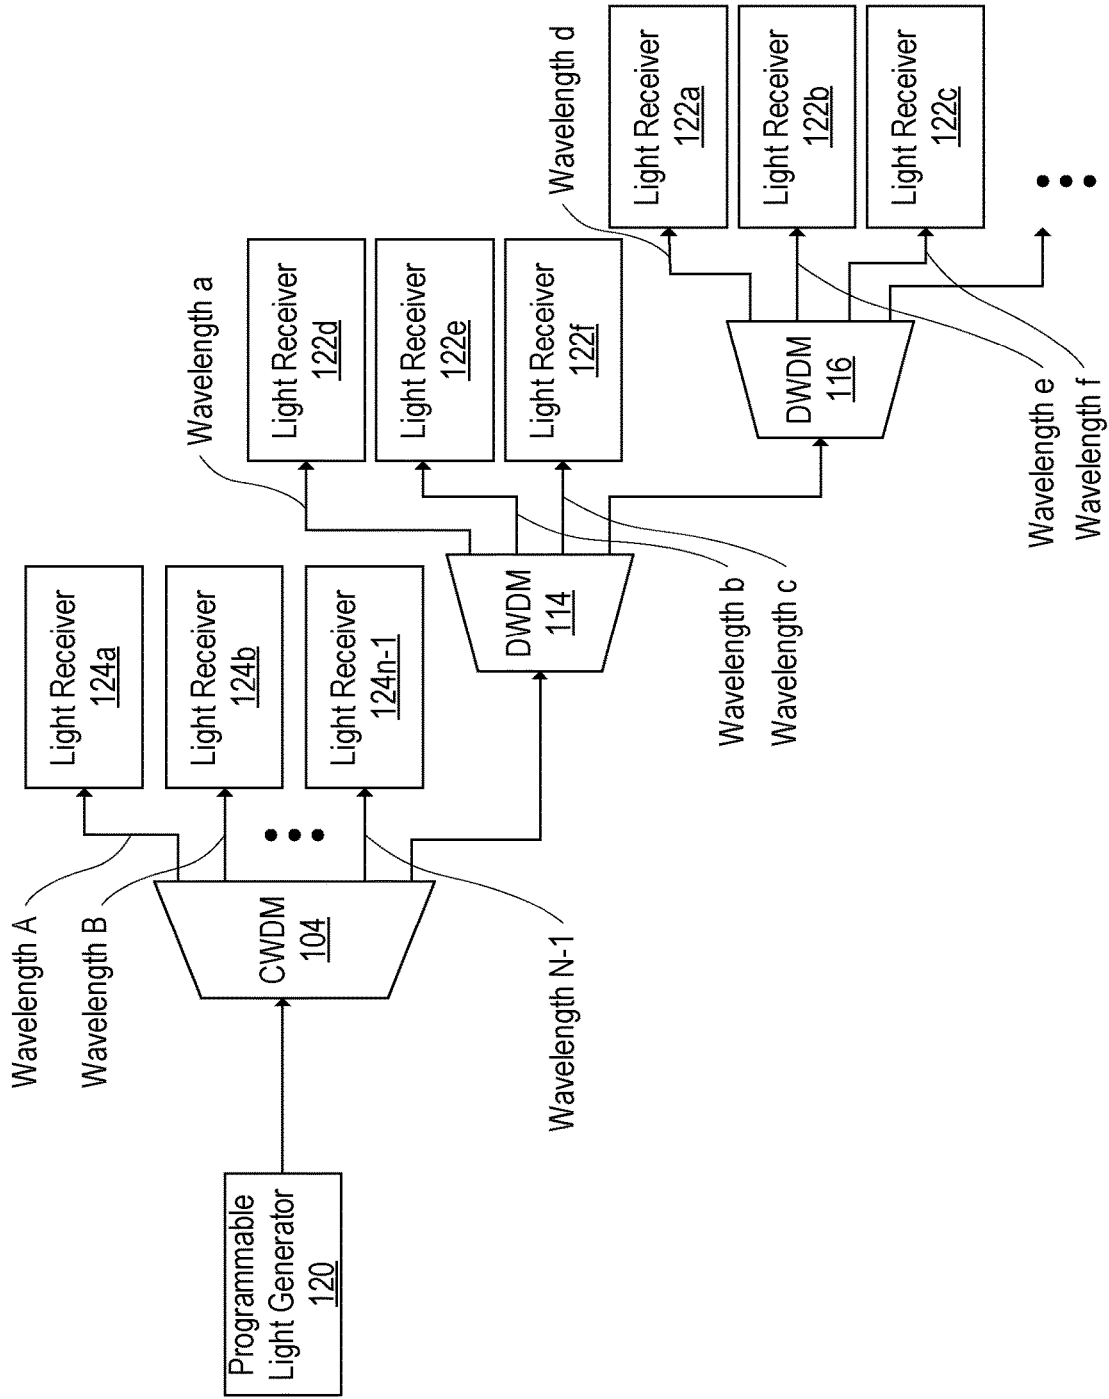 Programmable
Light Generator
120
CWDM
104
Wavelength A
Wavelength B
Wavelength N-1
Light Receiver
124a
Light Receiver
124b
Light Receiver
124n-1
DWDM
114
Wavelength a
Wavelength b
Wavelength c
Light Receiver
122d
Light Receiver
122e
Light Receiver
122f
DWDM
116
Wavelength d
Wavelength e
Wavelength f
Light Receiver
122a
Light Receiver
122b
Light Receiver
122c